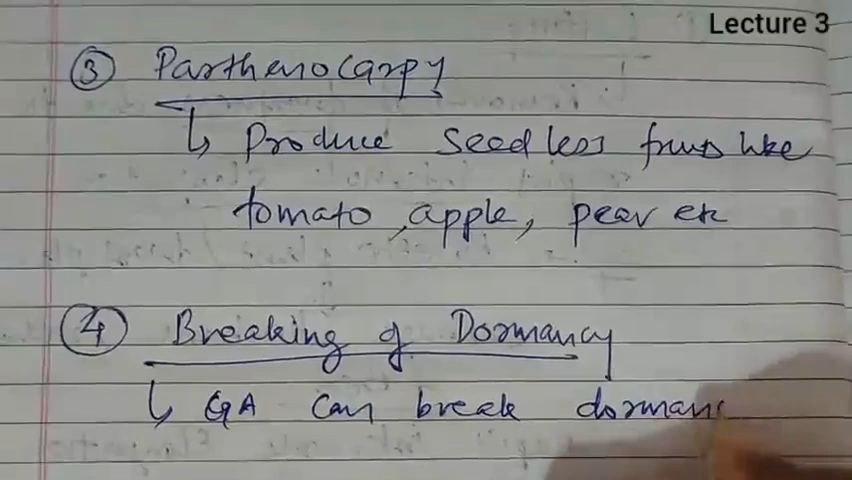 Lecture 3
③ Parthenocarpy
↳ Produce seedless fruits like
tomato, apple, pear etc
④ Breaking of Dormancy
↳ GA can break dorman